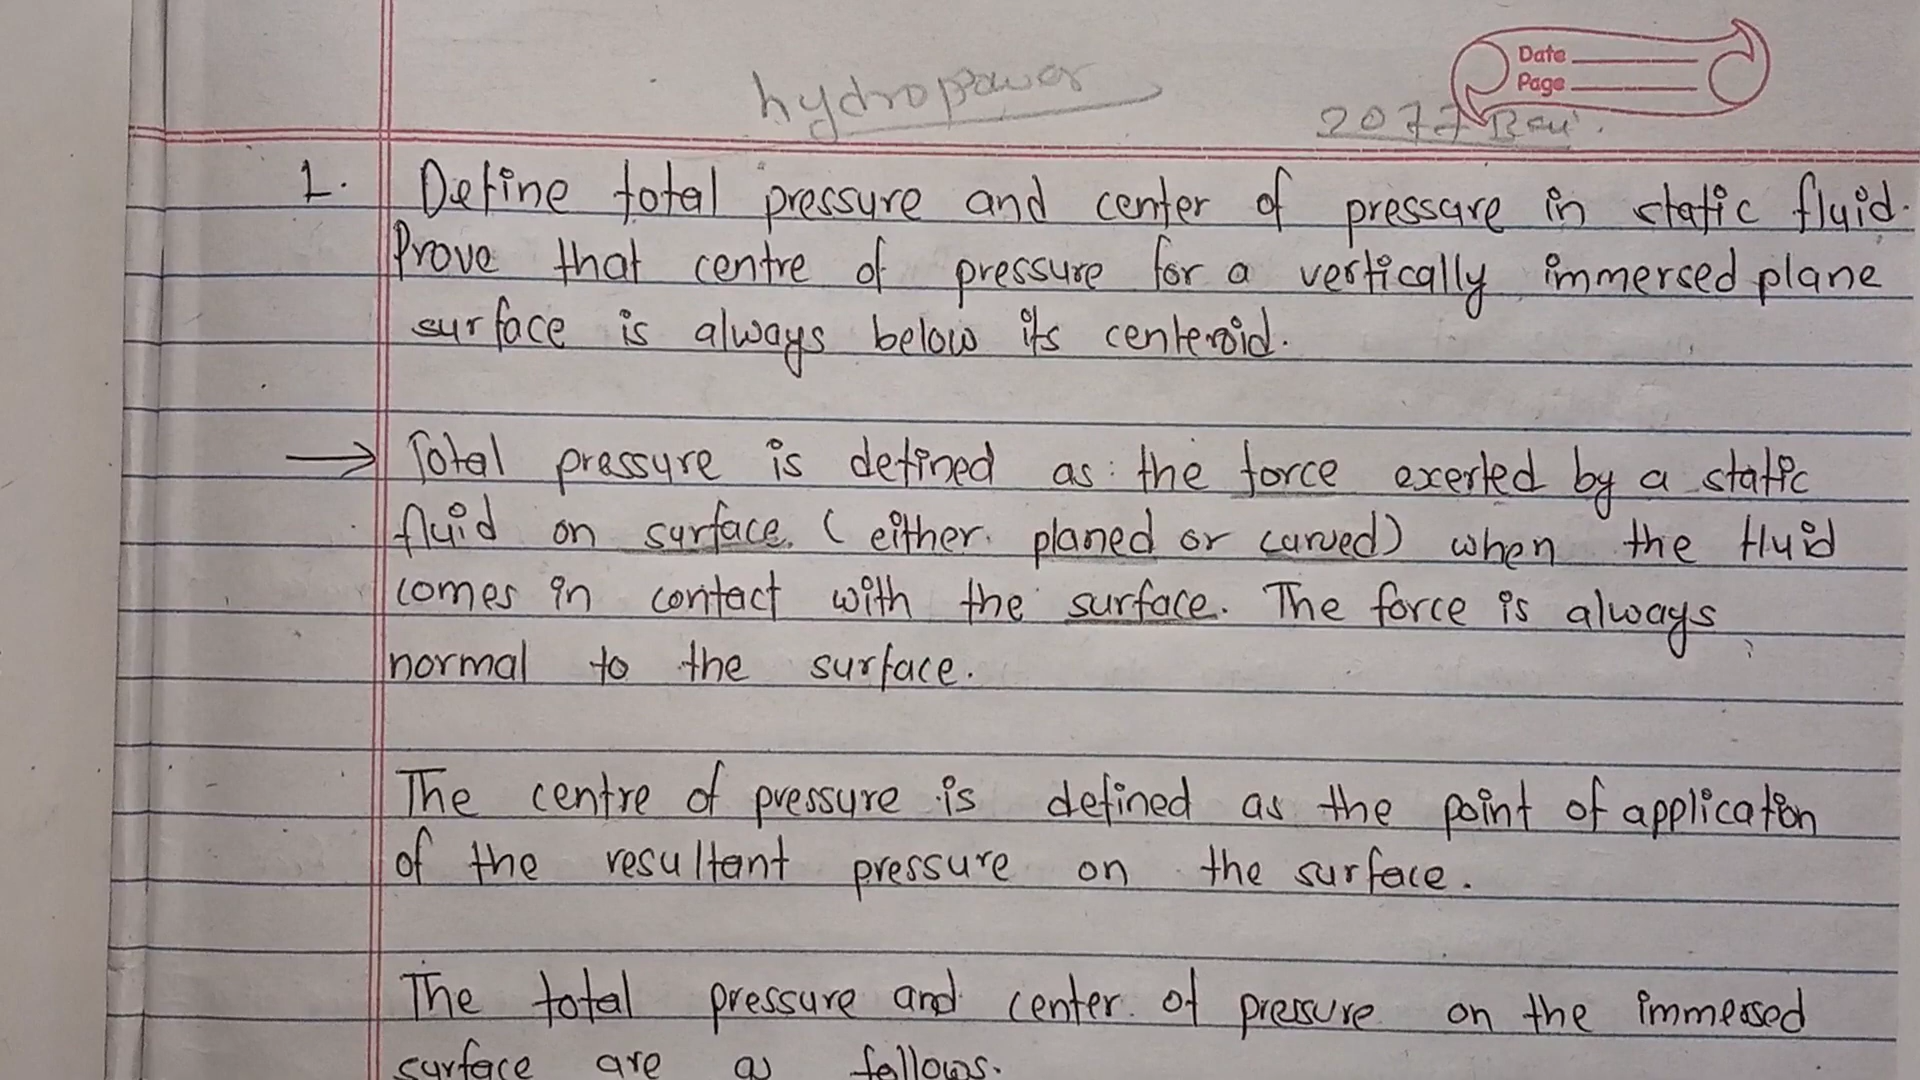 hydropower
Date
Page
2077
1. Define total pressure and center of pressure in static fluid.
Prove that centre of pressure for a vertically immersed plane
surface is always below its centeroid.
→ Total pressure is defined as the force exerted by a static
fluid on surface (either planed or curved) when the fluid
comes in contact with the surface. The force is always
normal to the surface.
The centre of pressure is defined as the point of application
of the resultant pressure on the surface.
The total pressure and center of pressure on the immersed
surface are as follows.